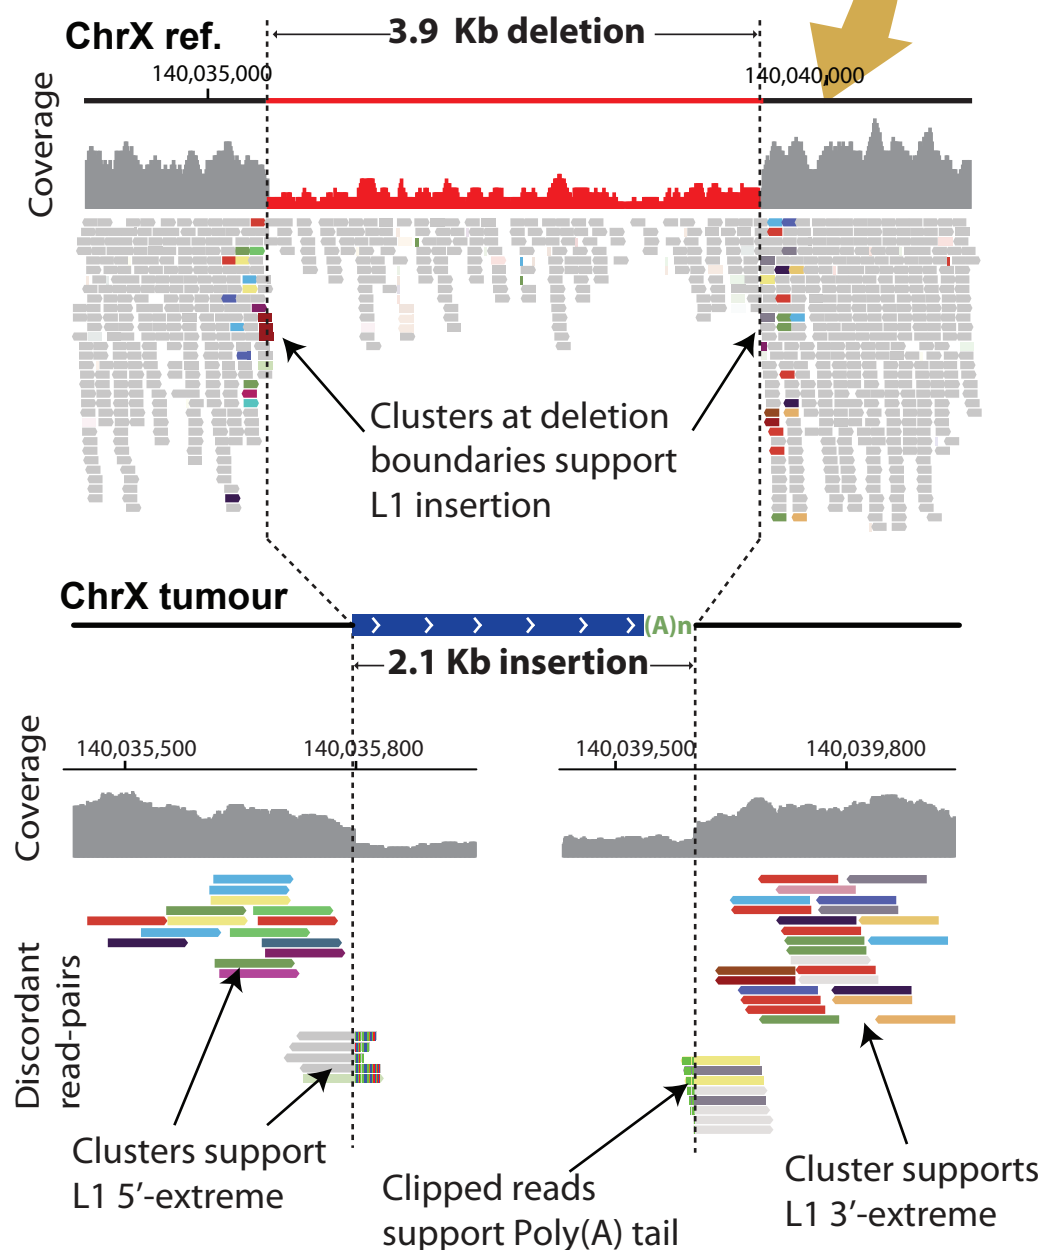 ChrX ref.
3.9 Kb deletion
140,035,000
140,040,000
Coverage
Clusters at deletion
boundaries support
L1 insertion
ChrX tumour
(A)n
2.1 Kb insertion
140,035,500
140,035,800
140,039,500
140,039,800
Coverage
Discordant
read-pairs
Clusters support
L1 5’-extreme
Clipped reads
support Poly(A) tail
Cluster supports
L1 3’-extreme